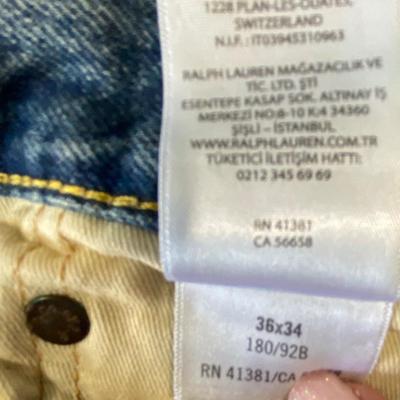 1228 PLAN-LES-OUATES,
SWITZERLAND
N.I.F.: IT03945310963
RALPH LAUREN MAĞAZACILIK VE
TİC. LTD. ŞTİ
ESENTEPE KASAP SOK. ALTINAY İŞ
MERKEZİ NO:8-10 K:4 34360
ŞİŞLİ - İSTANBUL
WWW.RALPHLAUREN.COM.TR
TÜKETİCİ İLETİŞİM HATTI:
0212 345 69 69
RN 41381
CA 56658
36x34
180/92B
RN 41381/CA